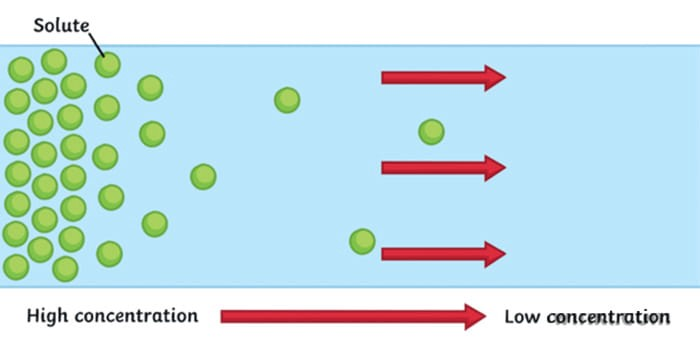 Solute
High concentration
Low concentration